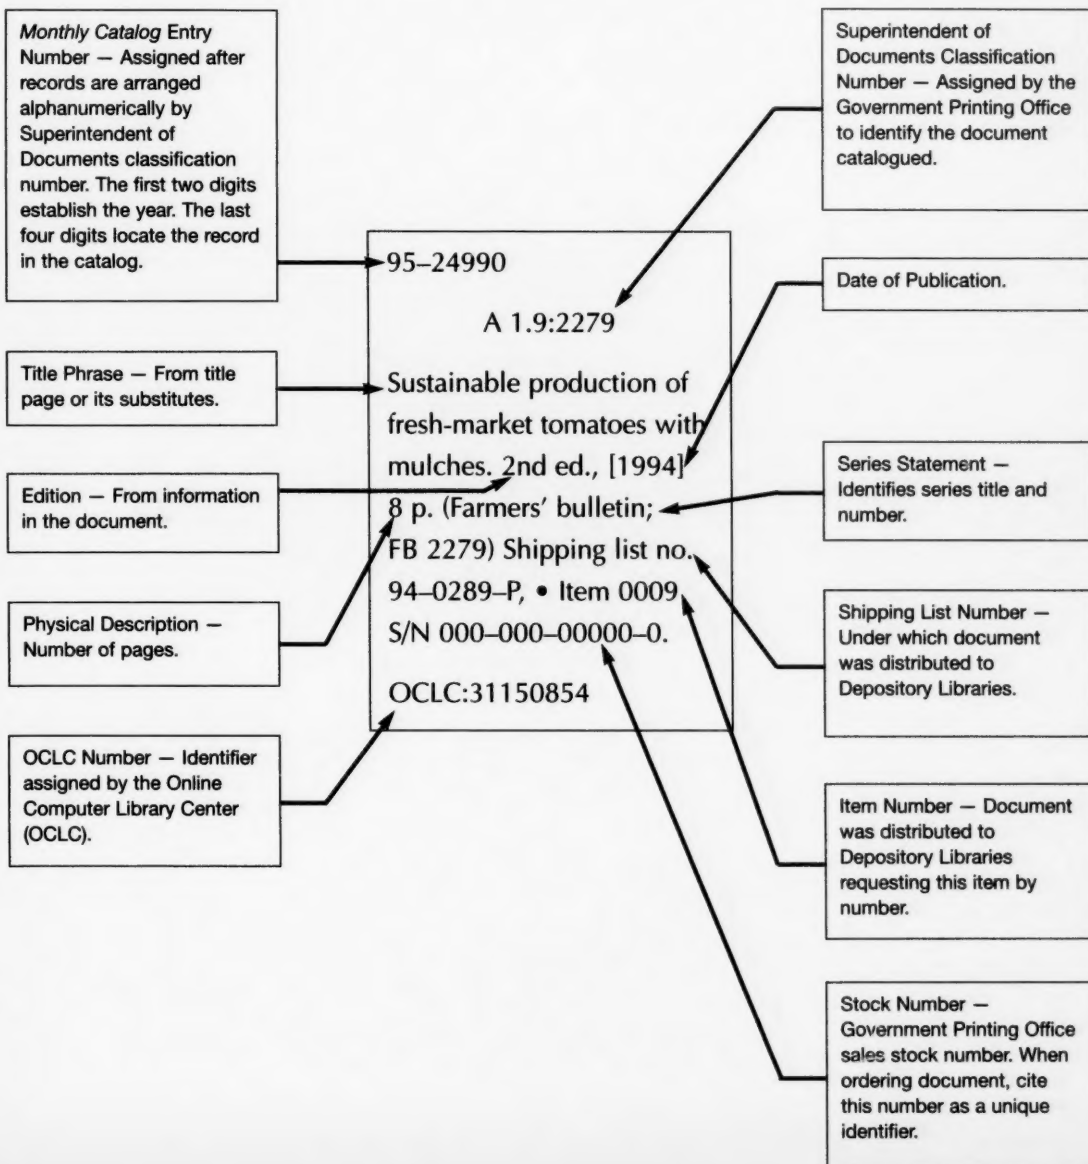 Monthly Catalog Entry
Number — Assigned after
records are arranged
alphanumerically by
Superintendent of
Documents classification
number. The first two digits
establish the year. The last
four digits locate the record
in the catalog.
Title Phrase — From title
page or its substitutes.
Edition — From information
in the document.
Physical Description —
Number of pages.
OCLC Number — Identifier
assigned by the Online
Computer Library Center
(OCLC).
95–24990
A 1.9:2279
Sustainable production of
fresh-market tomatoes with
mulches. 2nd ed., [1994]
8 p. (Farmers' bulletin;
FB 2279) Shipping list no.
94–0289–P, • Item 0009
S/N 000–000–00000–0.
OCLC:31150854
Superintendent of
Documents Classification
Number — Assigned by the
Government Printing Office
to identify the document
catalogued.
Date of Publication.
Series Statement —
Identifies series title and
number.
Shipping List Number —
Under which document
was distributed to
Depository Libraries.
Item Number — Document
was distributed to
Depository Libraries
requesting this item by
number.
Stock Number —
Government Printing Office
sales stock number. When
ordering document, cite
this number as a unique
identifier.